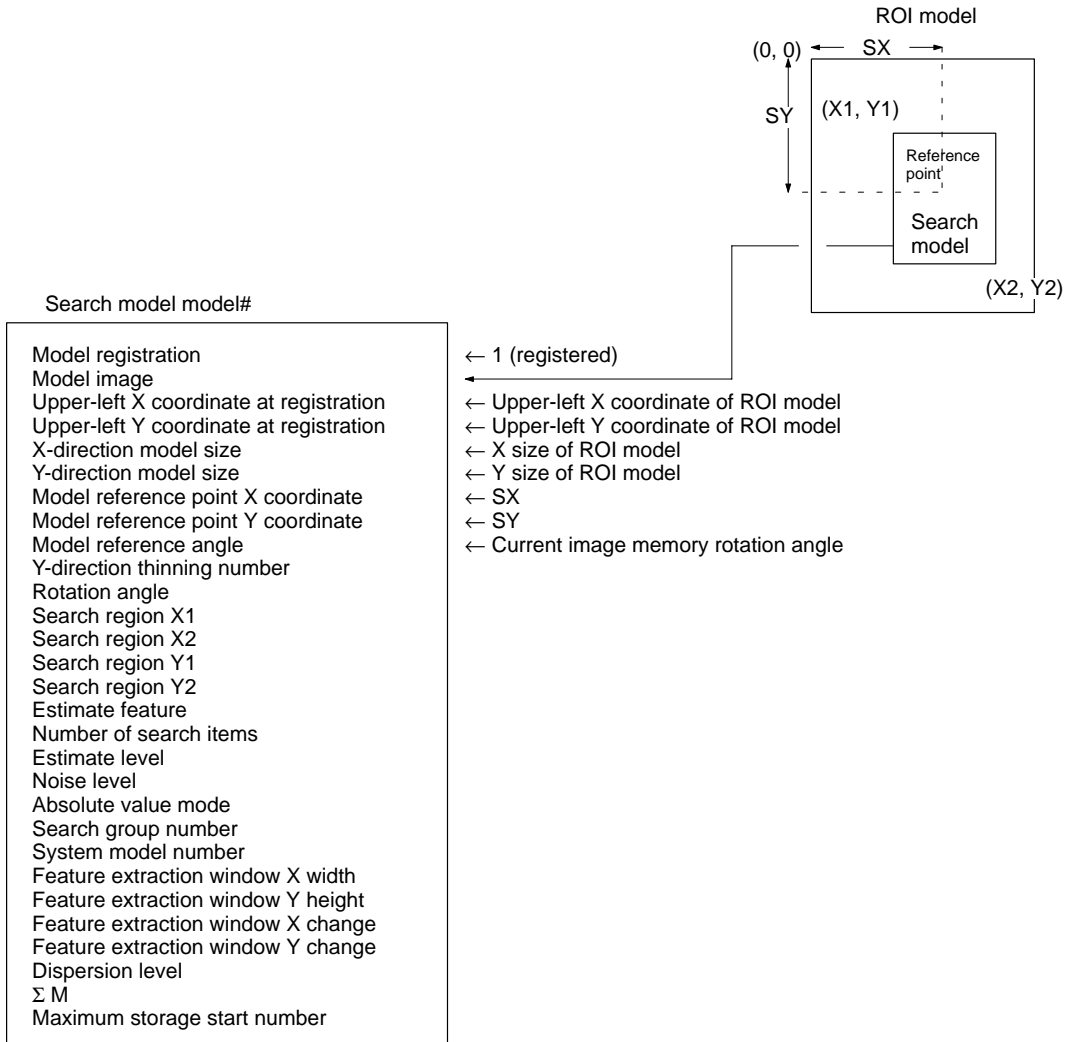 ROI model
(0, 0) SX
SY (X1, Y1)
Reference
point
Search
model
(X2, Y2)
Search model model#
Model registration ← 1 (registered)
Model image
Upper-left X coordinate at registration ← Upper-left X coordinate of ROI model
Upper-left Y coordinate at registration ← Upper-left Y coordinate of ROI model
X-direction model size ← X size of ROI model
Y-direction model size ← Y size of ROI model
Model reference point X coordinate ← SX
Model reference point Y coordinate ← SY
Model reference angle ← Current image memory rotation angle
Y-direction thinning number
Rotation angle
Search region X1
Search region X2
Search region Y1
Search region Y2
Estimate feature
Number of search items
Estimate level
Noise level
Absolute value mode
Search group number
System model number
Feature extraction window X width
Feature extraction window Y height
Feature extraction window X change
Feature extraction window Y change
Dispersion level
Σ M
Maximum storage start number